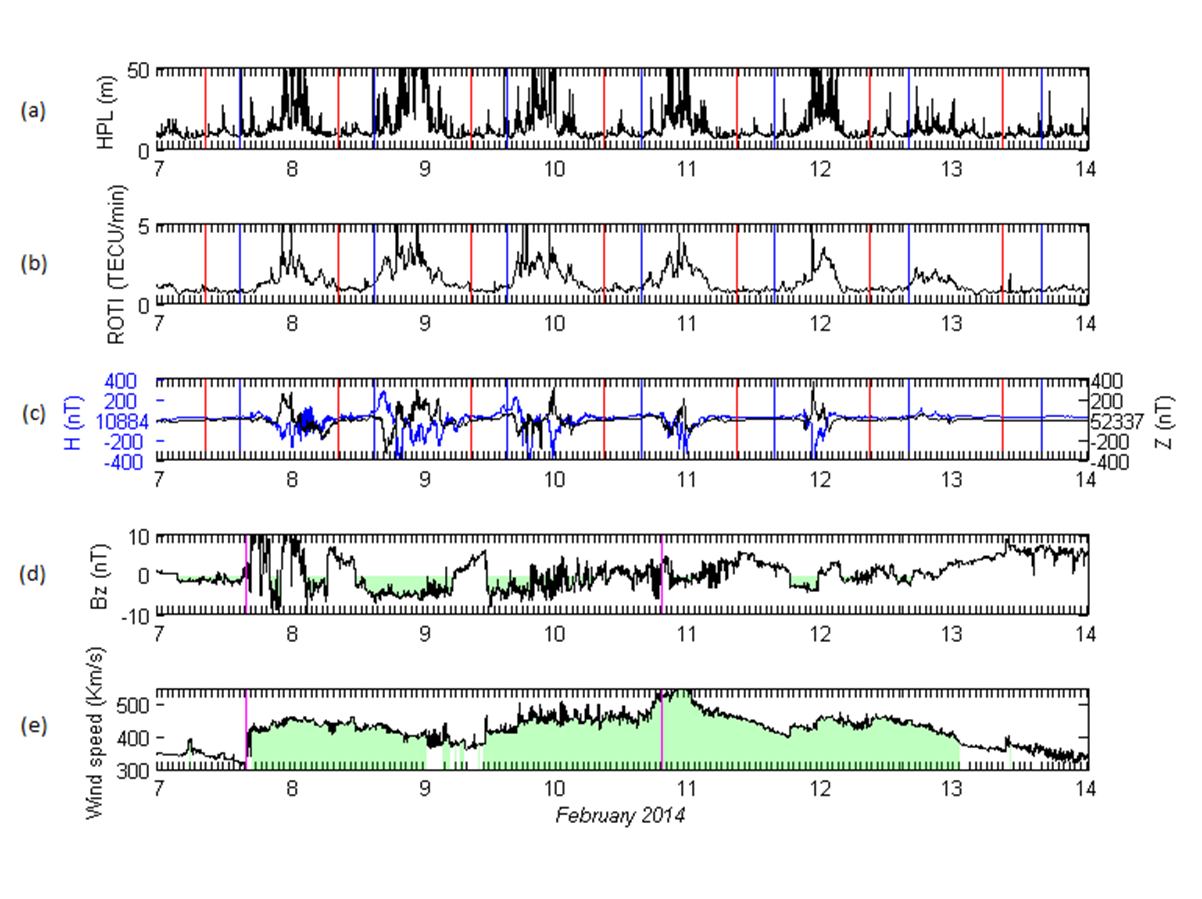 (a)
HPL (m)
50
0
7 8 9 10 11 12 13 14
(b)
ROTI (TECU/min)
5
0
7 8 9 10 11 12 13 14
(c)
H (nT)
400
200
10884
-200
-400
400
200
52337
-200
-400
Z (nT)
7 8 9 10 11 12 13 14
(d)
Bz (nT)
10
0
-10
7 8 9 10 11 12 13 14
(e)
Wind speed (Km/s)
500
400
300
7 8 9 10 11 12 13 14
February 2014